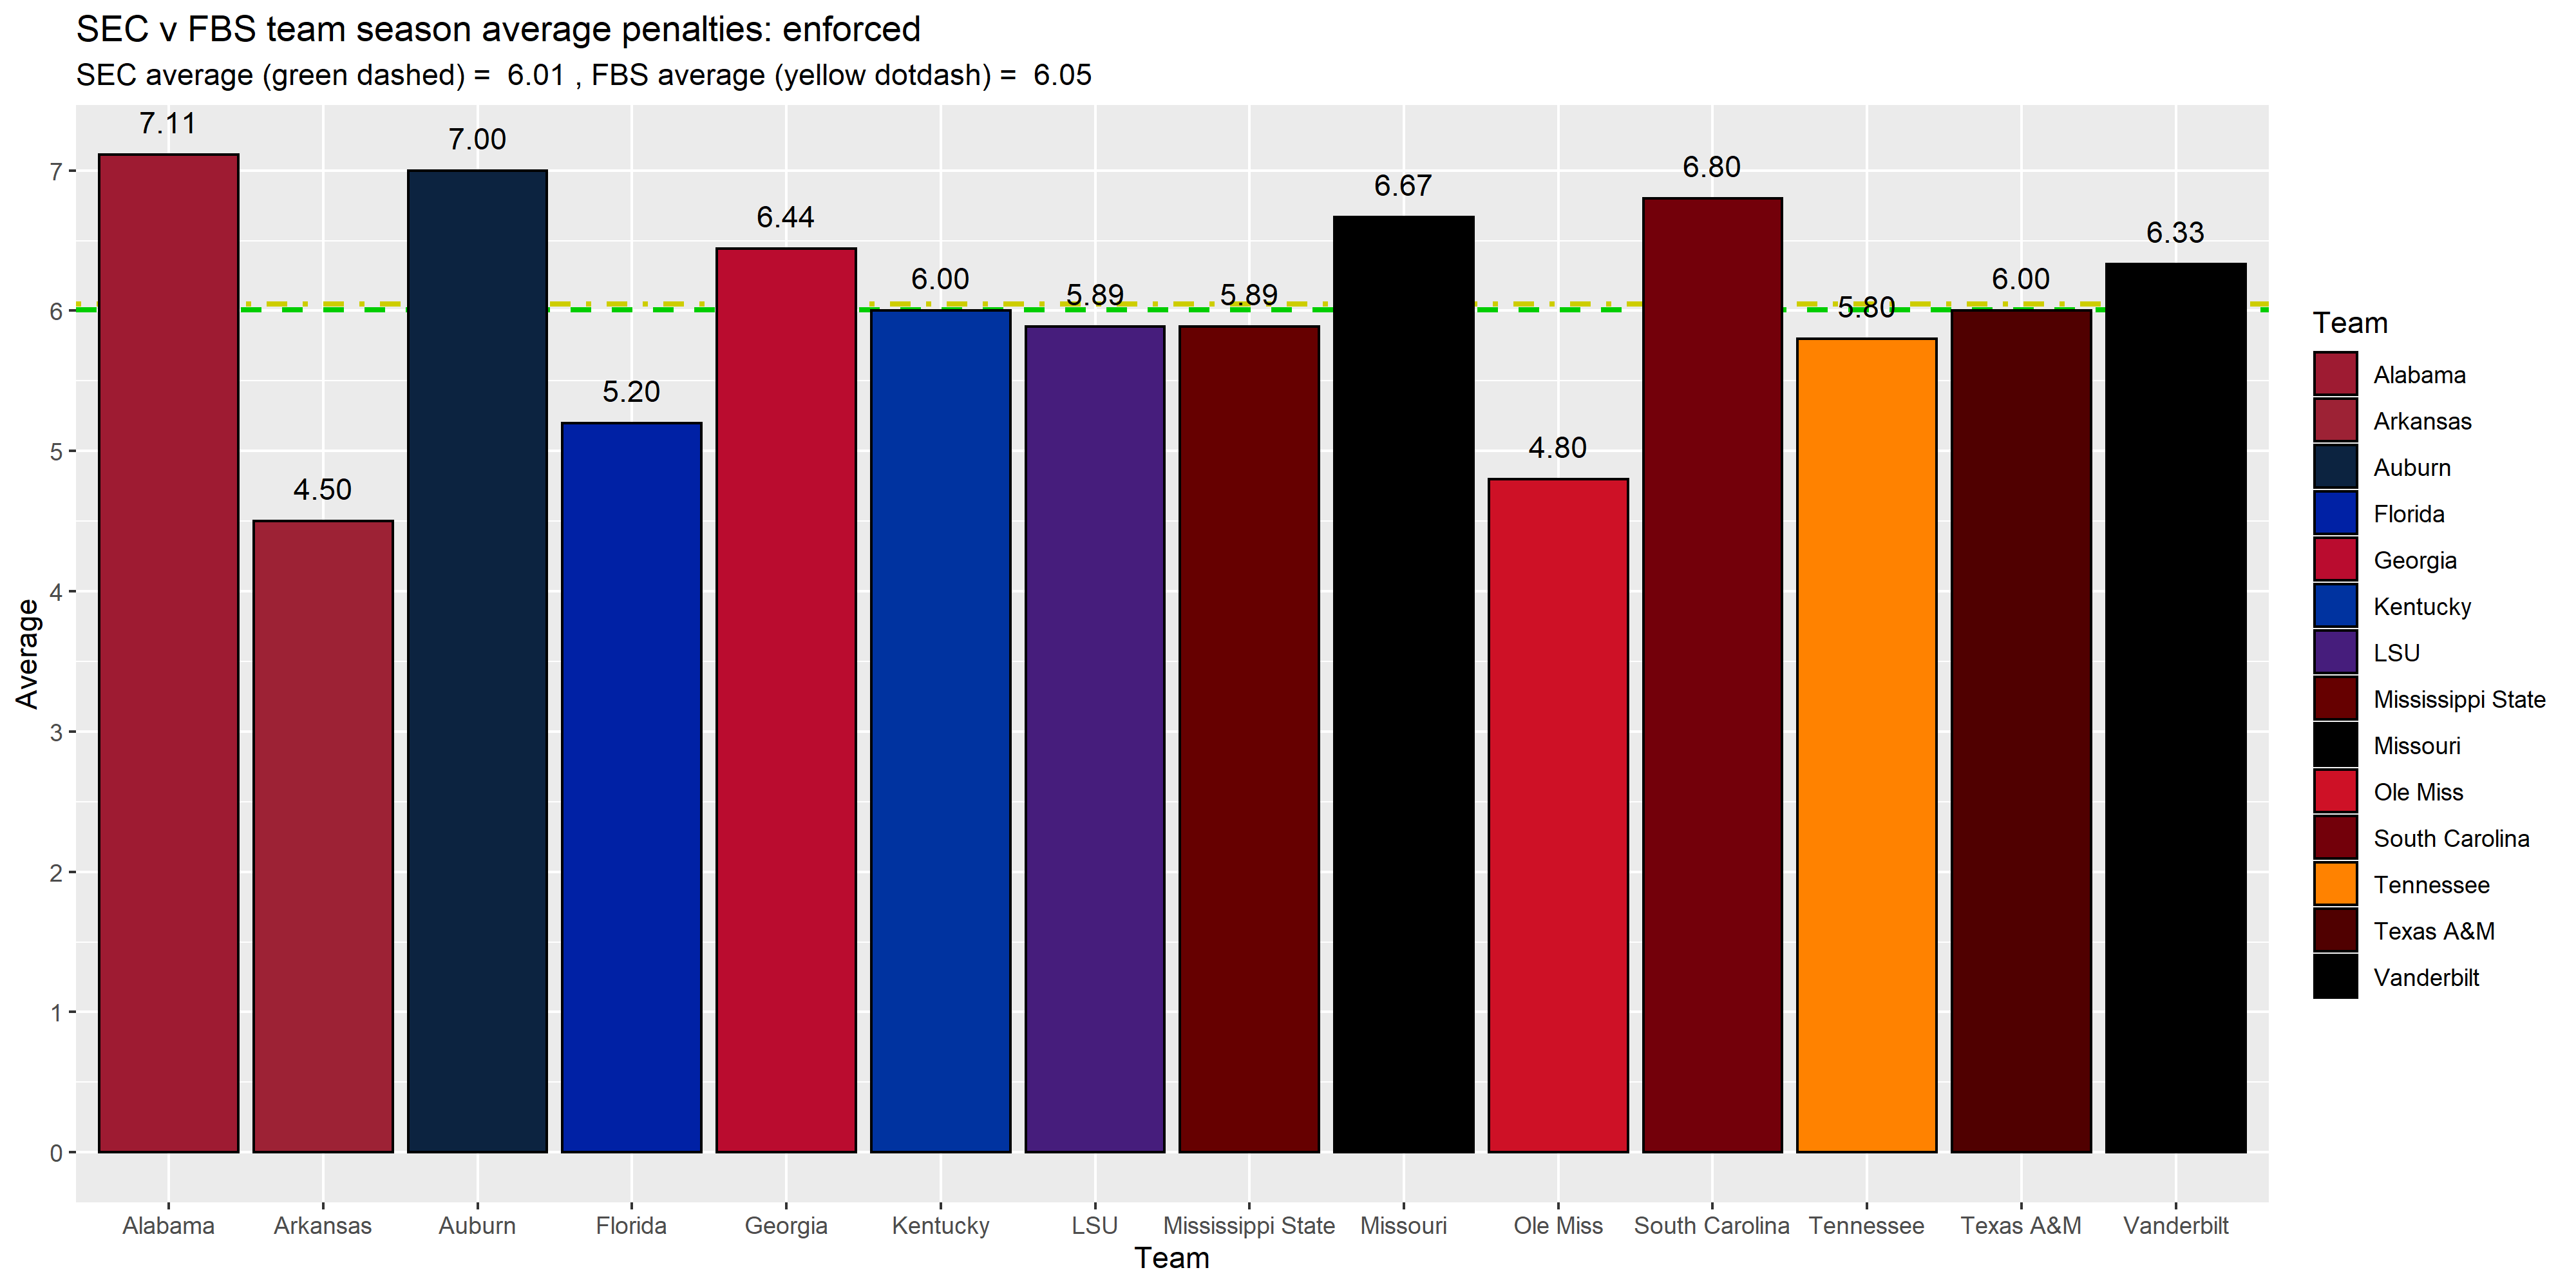 SEC v FBS team season average penalties: enforced
SEC average (green dashed) =  6.01 , FBS average (yellow dotdash) =  6.05
7.11
4.50
7.00
5.20
6.44
6.00
5.89
5.89
6.67
4.80
6.80
5.80
6.00
6.33
7
6
5
4
3
2
1
0
Average
Alabama
Arkansas
Auburn
Florida
Georgia
Kentucky
LSU
Mississippi State
Missouri
Ole Miss
South Carolina
Tennessee
Texas A&M
Vanderbilt
Team
Team
Alabama
Arkansas
Auburn
Florida
Georgia
Kentucky
LSU
Mississippi State
Missouri
Ole Miss
South Carolina
Tennessee
Texas A&M
Vanderbilt